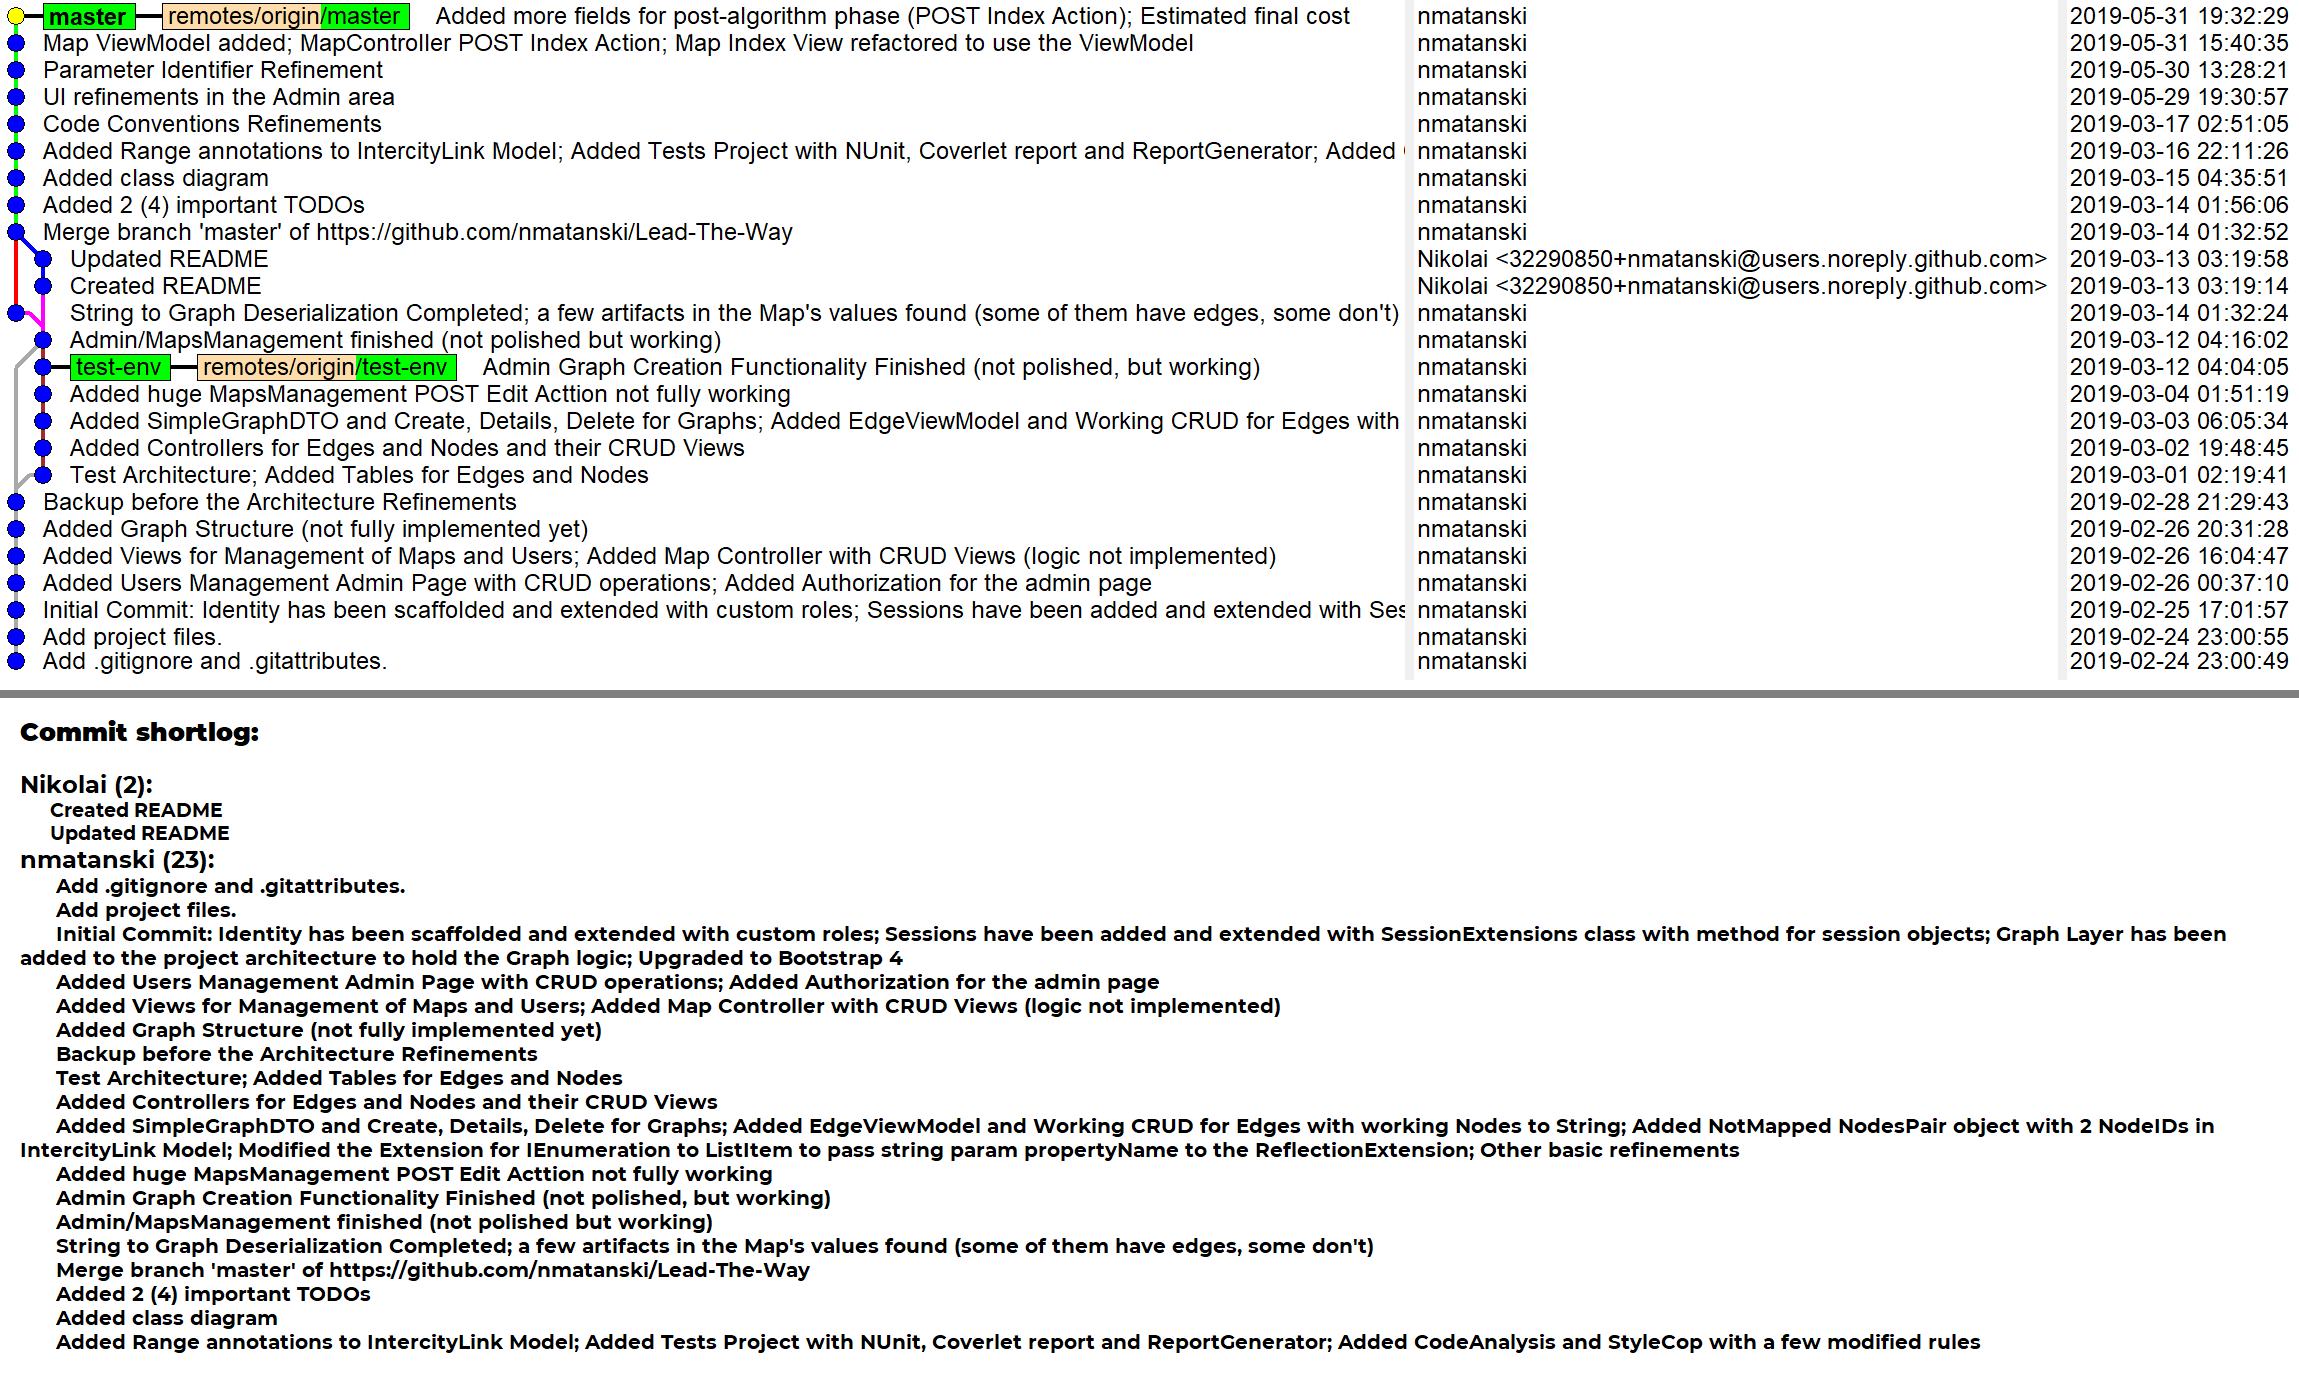 master remotes/origin/master Added more fields for post-algorithm phase (POST Index Action); Estimated final cost nmatanski 2019-05-31 19:32:29
Map ViewModel added; MapController POST Index Action; Map Index View refactored to use the ViewModel nmatanski 2019-05-31 15:40:35
Parameter Identifier Refinement nmatanski 2019-05-30 13:28:21
UI refinements in the Admin area nmatanski 2019-05-29 19:30:57
Code Conventions Refinements nmatanski 2019-03-17 02:51:05
Added Range annotations to IntercityLink Model; Added Tests Project with NUnit, Coverlet report and ReportGenerator; Added nmatanski 2019-03-16 22:11:26
Added class diagram nmatanski 2019-03-15 04:35:51
Added 2 (4) important TODOs nmatanski 2019-03-14 01:56:06
Merge branch 'master' of https://github.com/nmatanski/Lead-The-Way nmatanski 2019-03-14 01:32:52
Updated README Nikolai <32290850+nmatanski@users.noreply.github.com> 2019-03-13 03:19:58
Created README Nikolai <32290850+nmatanski@users.noreply.github.com> 2019-03-13 03:19:14
String to Graph Deserialization Completed; a few artifacts in the Map's values found (some of them have edges, some don't) nmatanski 2019-03-14 01:32:24
Admin/MapsManagement finished (not polished but working) nmatanski 2019-03-12 04:16:02
test-env remotes/origin/test-env Admin Graph Creation Functionality Finished (not polished, but working) nmatanski 2019-03-12 04:04:05
Added huge MapsManagement POST Edit Acttion not fully working nmatanski 2019-03-04 01:51:19
Added SimpleGraphDTO and Create, Details, Delete for Graphs; Added EdgeViewModel and Working CRUD for Edges with nmatanski 2019-03-03 06:05:34
Added Controllers for Edges and Nodes and their CRUD Views nmatanski 2019-03-02 19:48:45
Test Architecture; Added Tables for Edges and Nodes nmatanski 2019-03-01 02:19:41
Backup before the Architecture Refinements nmatanski 2019-02-28 21:29:43
Added Graph Structure (not fully implemented yet) nmatanski 2019-02-26 20:31:28
Added Views for Management of Maps and Users; Added Map Controller with CRUD Views (logic not implemented) nmatanski 2019-02-26 16:04:47
Added Users Management Admin Page with CRUD operations; Added Authorization for the admin page nmatanski 2019-02-26 00:37:10
Initial Commit: Identity has been scaffolded and extended with custom roles; Sessions have been added and extended with Ses nmatanski 2019-02-25 17:01:57
Add project files. nmatanski 2019-02-24 23:00:55
Add .gitignore and .gitattributes. nmatanski 2019-02-24 23:00:49
Commit shortlog:
Nikolai (2):
Created README
Updated README
nmatanski (23):
Add .gitignore and .gitattributes.
Add project files.
Initial Commit: Identity has been scaffolded and extended with custom roles; Sessions have been added and extended with SessionExtensions class with method for session objects; Graph Layer has been
added to the project architecture to hold the Graph logic; Upgraded to Bootstrap 4
Added Users Management Admin Page with CRUD operations; Added Authorization for the admin page
Added Views for Management of Maps and Users; Added Map Controller with CRUD Views (logic not implemented)
Added Graph Structure (not fully implemented yet)
Backup before the Architecture Refinements
Test Architecture; Added Tables for Edges and Nodes
Added Controllers for Edges and Nodes and their CRUD Views
Added SimpleGraphDTO and Create, Details, Delete for Graphs; Added EdgeViewModel and Working CRUD for Edges with working Nodes to String; Added NotMapped NodesPair object with 2 NodeIDs in
IntercityLink Model; Modified the Extension for IEnumeration to ListItem to pass string param propertyName to the ReflectionExtension; Other basic refinements
Added huge MapsManagement POST Edit Acttion not fully working
Admin Graph Creation Functionality Finished (not polished, but working)
Admin/MapsManagement finished (not polished but working)
String to Graph Deserialization Completed; a few artifacts in the Map's values found (some of them have edges, some don't)
Merge branch 'master' of https://github.com/nmatanski/Lead-The-Way
Added 2 (4) important TODOs
Added class diagram
Added Range annotations to IntercityLink Model; Added Tests Project with NUnit, Coverlet report and ReportGenerator; Added CodeAnalysis and StyleCop with a few modified rules